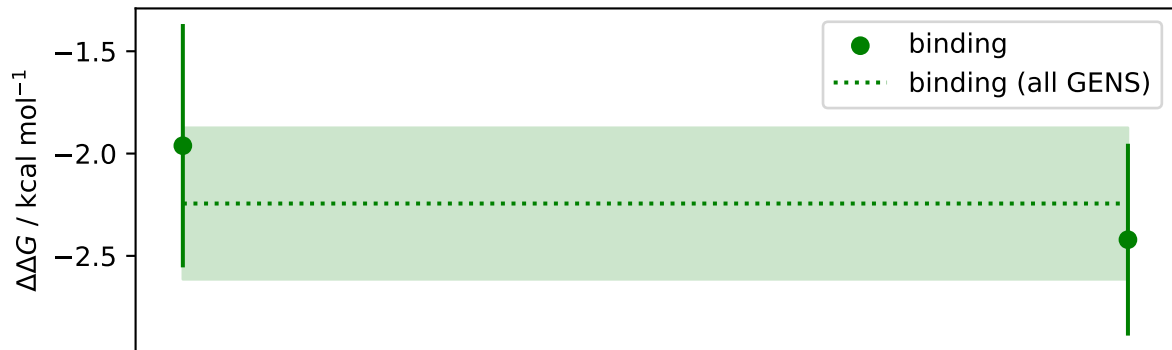 −1.5
−2.0
−2.5
ΔΔG / kcal mol⁻¹
binding
binding (all GENS)